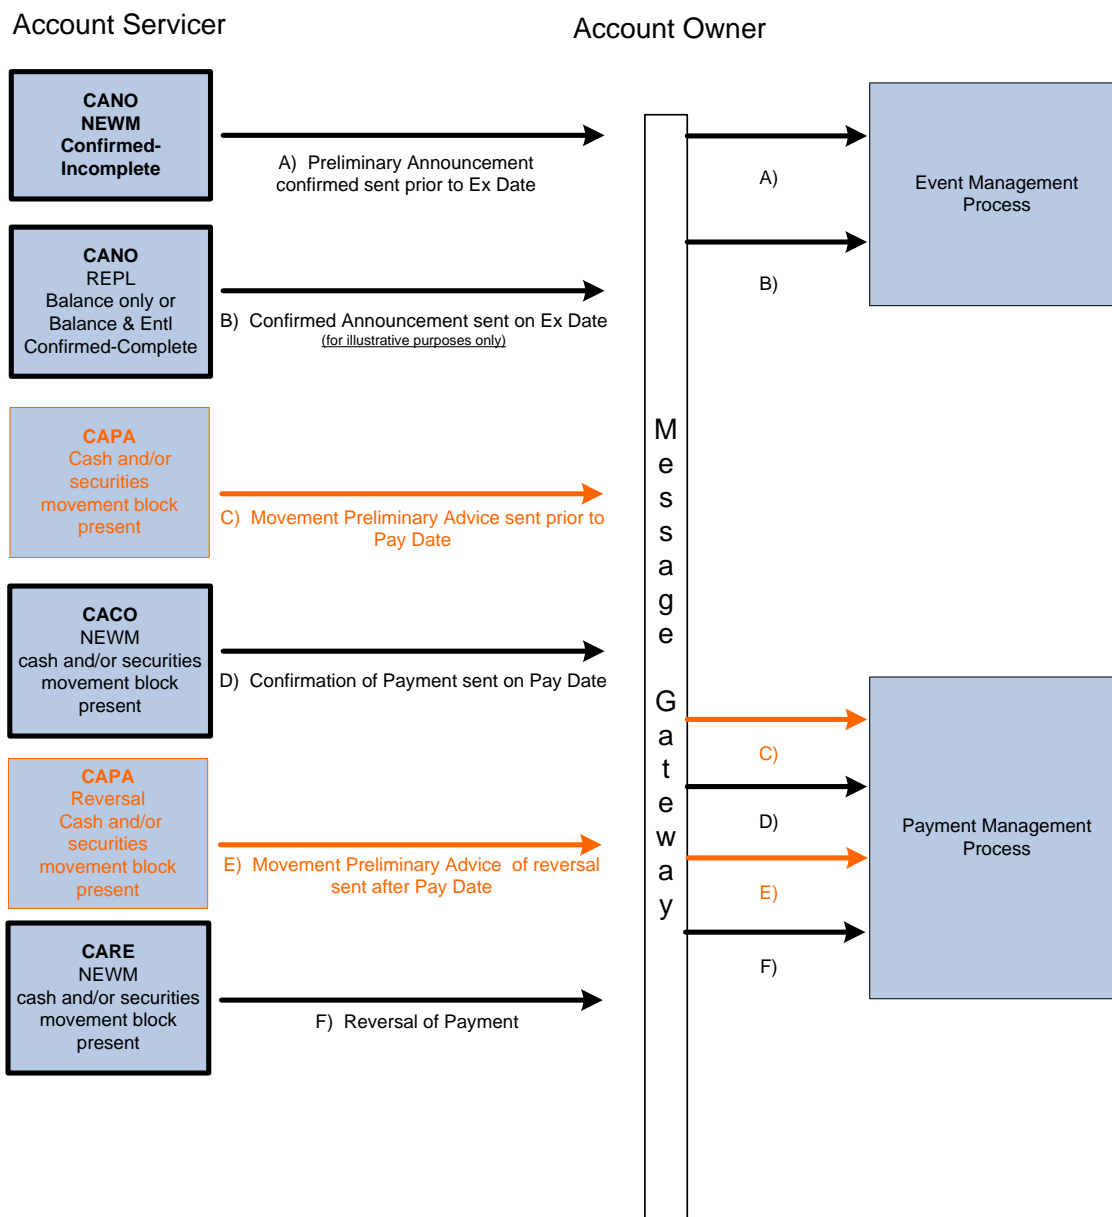 Account Servicer
Account Owner
CANO
NEWM
Confirmed-
Incomplete
A) Preliminary Announcement
confirmed sent prior to Ex Date
A)
B)
Event Management
Process
CANO
REPL
Balance only or
Balance & Entl
Confirmed-Complete
B) Confirmed Announcement sent on Ex Date
(for illustrative purposes only)
CAPA
Cash and/or
securities
movement block
present
C) Movement Preliminary Advice sent prior to
Pay Date
Message Gateway
CACO
NEWM
cash and/or securities
movement block
present
D) Confirmation of Payment sent on Pay Date
CAPA
Reversal
Cash and/or
securities
movement block
present
E) Movement Preliminary Advice of reversal
sent after Pay Date
C)
D)
E)
F)
Payment Management
Process
CARE
NEWM
cash and/or securities
movement block
present
F) Reversal of Payment